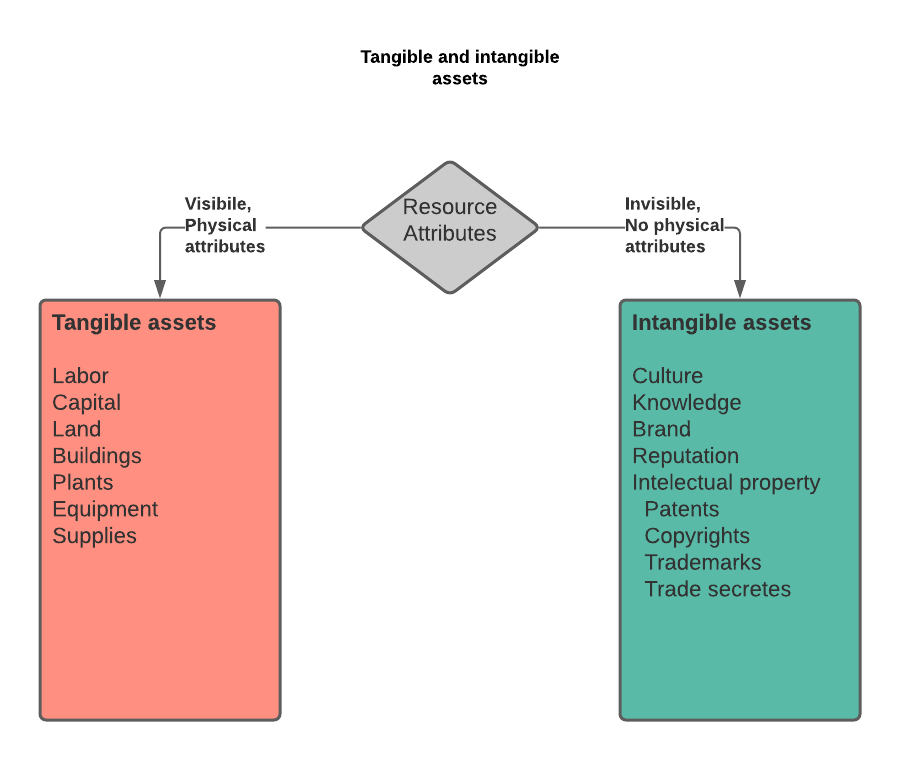 Tangible and intangible
assets
Resource
Attributes
Visibile,
Physical
attributes
Invisible,
No physical
attributes
Tangible assets
Labor
Capital
Land
Buildings
Plants
Equipment
Supplies
Intangible assets
Culture
Knowledge
Brand
Reputation
Intelectual property
Patents
Copyrights
Trademarks
Trade secretes